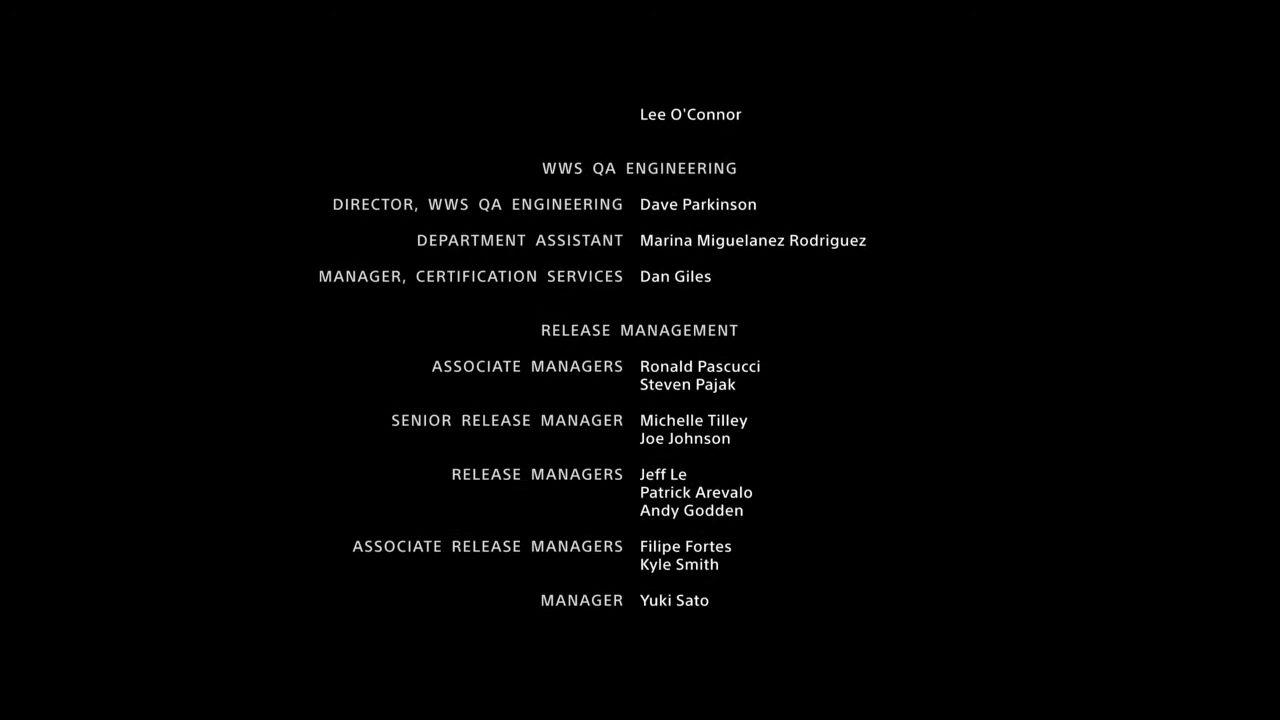 Lee O'Connor
WWS QA ENGINEERING
DIRECTOR, WWS QA ENGINEERING Dave Parkinson
DEPARTMENT ASSISTANT Marina Miguelanez Rodriguez
MANAGER, CERTIFICATION SERVICES Dan Giles
RELEASE MANAGEMENT
ASSOCIATE MANAGERS Ronald Pascucci
Steven Pajak
SENIOR RELEASE MANAGER Michelle Tilley
Joe Johnson
RELEASE MANAGERS Jeff Le
Patrick Arevalo
Andy Godden
ASSOCIATE RELEASE MANAGERS Filipe Fortes
Kyle Smith
MANAGER Yuki Sato